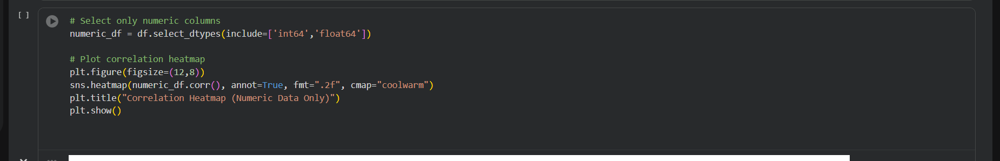 [ ]
# Select only numeric columns
numeric_df = df.select_dtypes(include=['int64','float64'])
# Plot correlation heatmap
plt.figure(figsize=(12,8))
sns.heatmap(numeric_df.corr(), annot=True, fmt=".2f", cmap="coolwarm")
plt.title("Correlation Heatmap (Numeric Data Only)")
plt.show()